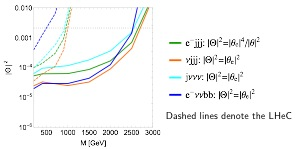 0.010
0.001
10⁻⁴
10⁻⁵
10⁻⁶
|Θ|²
500 1000 1500 2000 2500 3000
M [GeV]
e⁻jjj: |Θ|²=|θₑ|⁴/|θ|²
νjjj: |Θ|²=|θₑ|²
jννν: |Θ|²=|θₑ|²
e⁻ννbb: |Θ|²=|θₑ|²
Dashed lines denote the LHeC